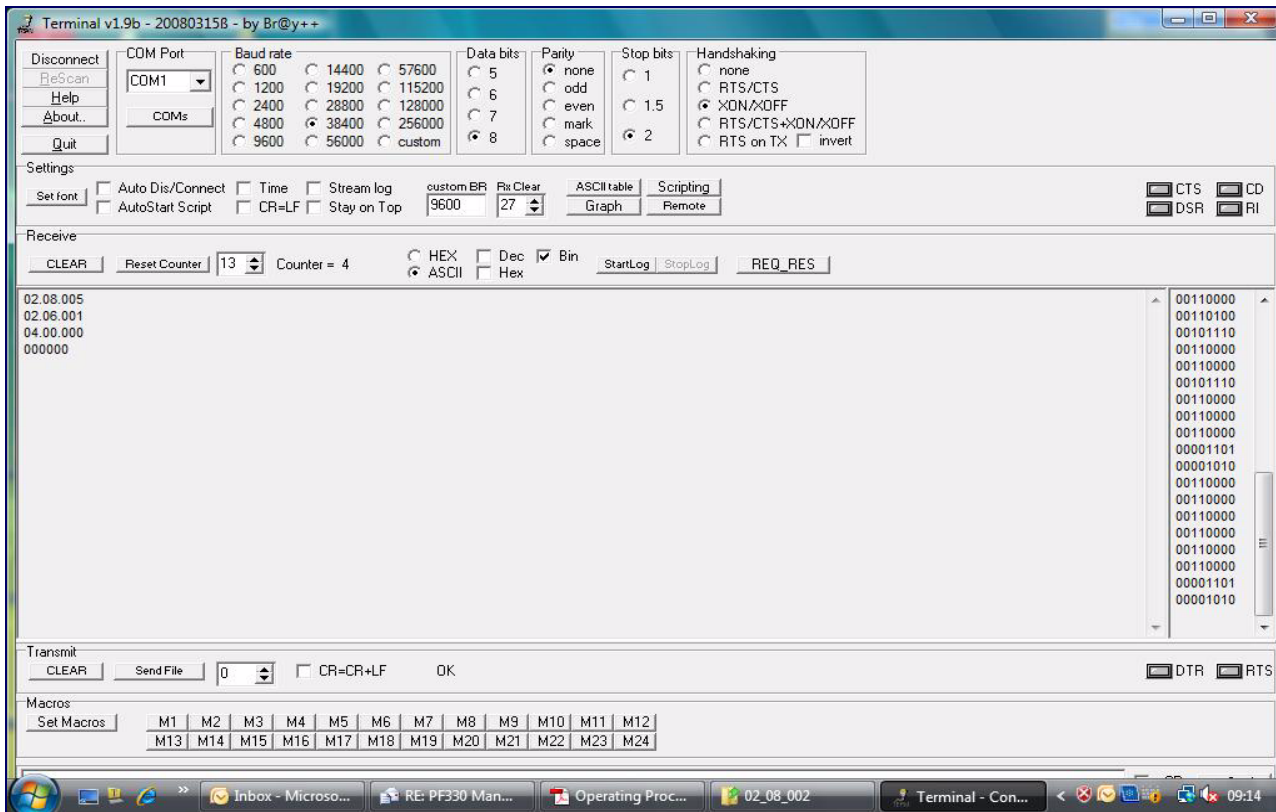 Terminal v1.9b - 20080315ß - by Br@y++
Disconnect
ReScan
Help
About..
Quit
COM Port
COM1
COMs
Baud rate
600 14400 57600
1200 19200 115200
2400 28800 128000
4800 38400 256000
9600 56000 custom
Data bits
5
6
7
8
Parity
none
odd
even
mark
space
Stop bits
1
1.5
2
Handshaking
none
RTS/CTS
XON/XOFF
RTS/CTS+XON/XOFF
RTS on TX invert
Settings
Set font
Auto Dis/Connect Time Stream log
AutoStart Script CR=LF Stay on Top
custom BR Rx Clear
9600 27
ASCII table Scripting
Graph Remote
CTS CD
DSR RI
Receive
CLEAR Reset Counter 13 Counter = 4
HEX Dec Bin
ASCII Hex
StartLog StopLog REQ_RES
02.08.005
02.06.001
04.00.000
000000
00110000
00110100
00101110
00110000
00110000
00101110
00110000
00110000
00110000
00001101
00001010
00110000
00110000
00110000
00110000
00110000
00110000
00001101
00001010
Transmit
CLEAR Send File 0 CR=CR+LF OK
DTR RTS
Macros
Set Macros
M1 M2 M3 M4 M5 M6 M7 M8 M9 M10 M11 M12
M13 M14 M15 M16 M17 M18 M19 M20 M21 M22 M23 M24
Inbox - Microso... RE: PF330 Man... Operating Proc... 02_08_002 Terminal - Con... 09:14